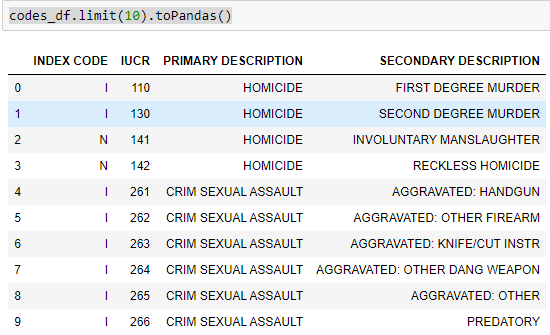 codes_df.limit(10).toPandas()
INDEX CODE IUCR PRIMARY DESCRIPTION SECONDARY DESCRIPTION
0 I 110 HOMICIDE FIRST DEGREE MURDER
1 I 130 HOMICIDE SECOND DEGREE MURDER
2 N 141 HOMICIDE INVOLUNTARY MANSLAUGHTER
3 N 142 HOMICIDE RECKLESS HOMICIDE
4 I 261 CRIM SEXUAL ASSAULT AGGRAVATED: HANDGUN
5 I 262 CRIM SEXUAL ASSAULT AGGRAVATED: OTHER FIREARM
6 I 263 CRIM SEXUAL ASSAULT AGGRAVATED: KNIFE/CUT INSTR
7 I 264 CRIM SEXUAL ASSAULT AGGRAVATED: OTHER DANG WEAPON
8 I 265 CRIM SEXUAL ASSAULT AGGRAVATED: OTHER
9 I 266 CRIM SEXUAL ASSAULT PREDATORY